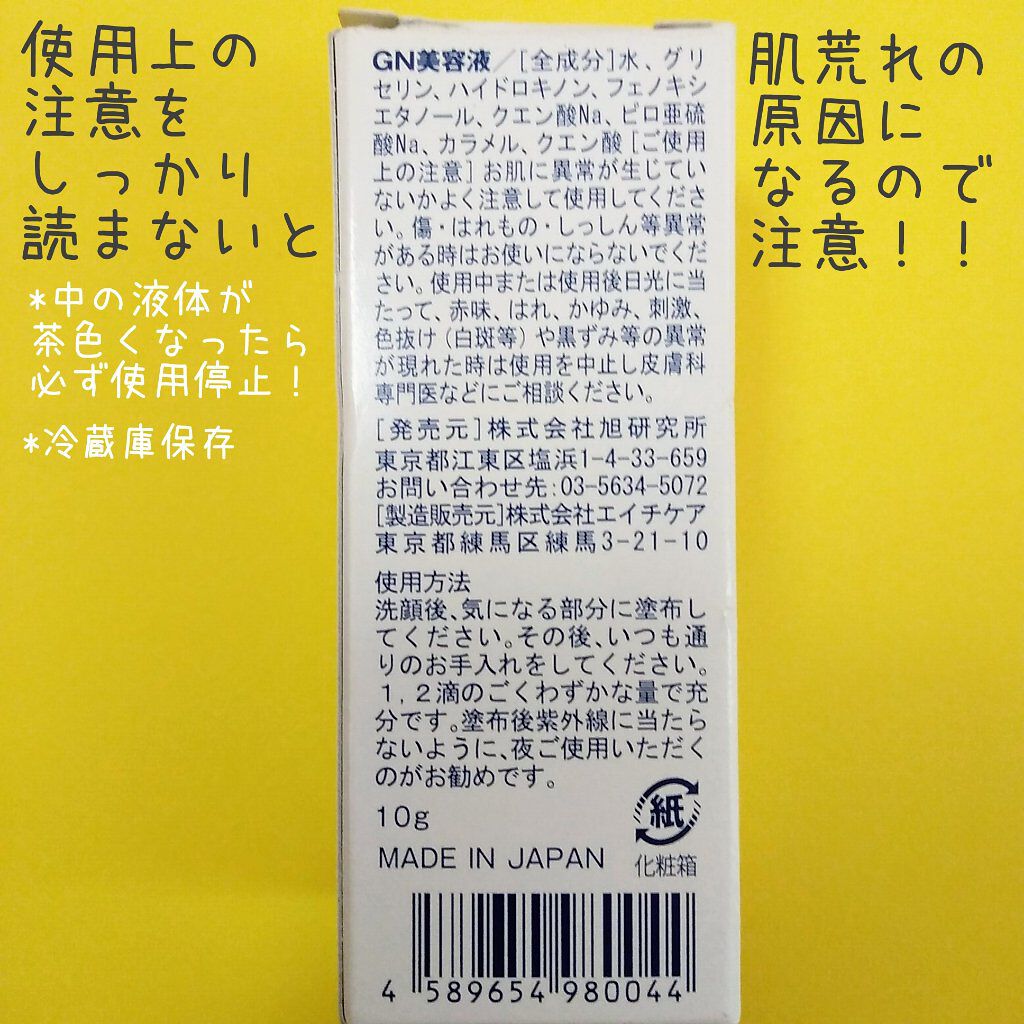 使用上の
注意を
しっかり
読まないと
*中の液体が
茶色くなったら
必ず使用停止！
*冷蔵庫保存
肌荒れの
原因に
なるので
注意！！
GN美容液／[全成分]水、グリ
セリン、ハイドロキノン、フェノキシ
エタノール、クエン酸Na、ピロ亜硫
酸Na、カラメル、クエン酸 [ご使用
上の注意] お肌に異常が生じてい
ないかよく注意して使用してくださ
い。傷・はれもの・しっしん等異常
がある時はお使いにならないでくだ
さい。使用中または使用後日光に当
たって、赤味、はれ、かゆみ、刺激、
色抜け（白斑等）や黒ずみ等の異常
が現れた時は使用を中止し皮膚科
専門医などにご相談ください。
[発売元]株式会社旭研究所
東京都江東区塩浜1-4-33-659
お問い合わせ先：03-5634-5072
[製造販売元]株式会社エイチケア
東京都練馬区練馬3-21-10
使用方法
洗顔後、気になる部分に塗布し
てください。その後、いつも通
りのお手入れをしてください。
1，2滴のごくわずかな量で充
分です。塗布後紫外線に当たら
ないように、夜ご使用いただく
のがお勧めです。
10g
MADE IN JAPAN
紙
化粧箱
4 589654 980044